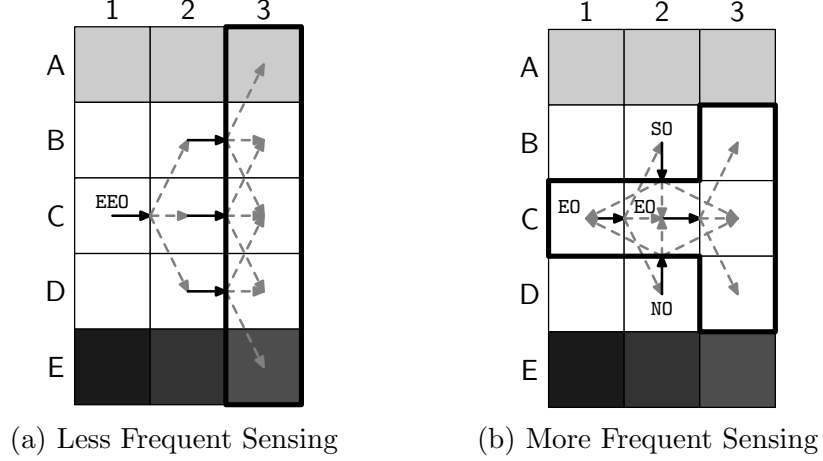 1 2 3
A
B
C
D
E
EEO
(a) Less Frequent Sensing
1 2 3
A
B
C
D
E
SO
EO EO
NO
(b) More Frequent Sensing